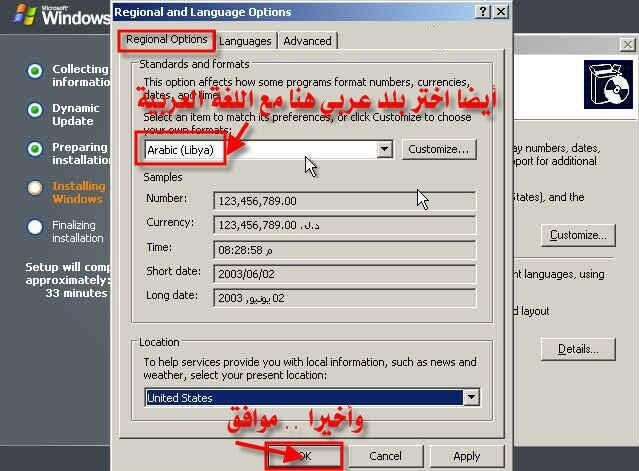 Microsoft
Windows
Collecting
informatio
Dynamic
Update
Preparing
installatio
Installing
Windows
Finalizing
installation
Setup will comp
approximately:
33 minutes
Regional and Language Options
Regional Options
Languages
Advanced
Standards and formats
This option affects how some programs format numbers, currencies,
dates, and time.
أيضا اختر بلد عربي هنا مع اللغة العربية
Select an item to match its preferences, or click Customize to choose
your own formats:
Arabic (Libya)
Customize...
Samples
Number:
123,456,789.00
Currency:
د.ل. 123,456,789.00
Time:
08:28:58 م
Short date:
2003/06/02
Long date:
02 يونيو, 2003
Location
To help services provide you with local information, such as news and
weather, select your present location:
United States
وأخيرا .. موافق
OK
Cancel
Apply
ay numbers, dates,
port for additional
States], and the
Customize...
nt languages, using
d layout
Details...